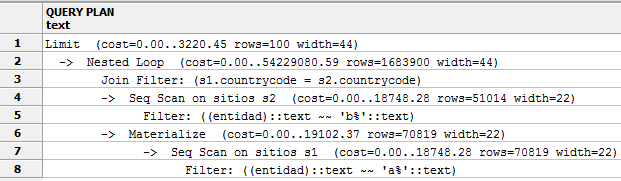 QUERY PLAN
text
1 Limit (cost=0.00..3220.45 rows=100 width=44)
2 -> Nested Loop (cost=0.00..54229080.59 rows=1683900 width=44)
3 Join Filter: (s1.countrycode = s2.countrycode)
4 -> Seq Scan on sitios s2 (cost=0.00..18748.28 rows=51014 width=22)
5 Filter: ((entidad)::text ~~ 'b%'::text)
6 -> Materialize (cost=0.00..19102.37 rows=70819 width=22)
7 -> Seq Scan on sitios s1 (cost=0.00..18748.28 rows=70819 width=22)
8 Filter: ((entidad)::text ~~ 'a%'::text)